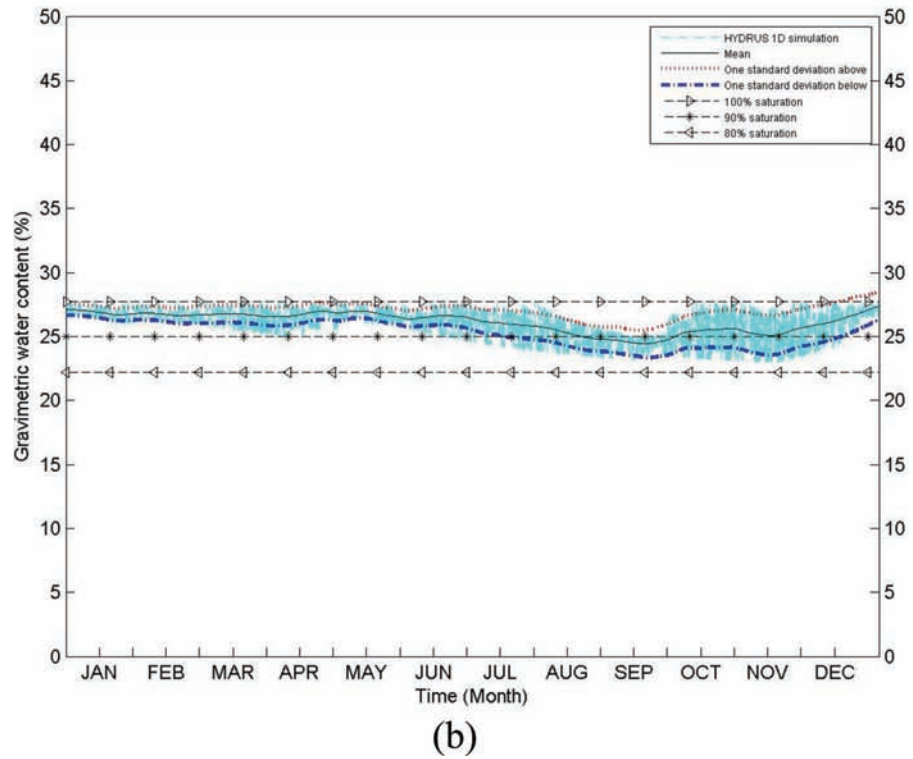 50 50
HYDRUS 1D simulation
Mean
45 One standard deviation above 45
One standard deviation below
100% saturation
40 90% saturation 40
80% saturation
35 35
30 30
25 25
20 20
15 15
10 10
5 5
0 0
Gravimetric water content (%)
JAN FEB MAR APR MAY JUN JUL AUG SEP OCT NOV DEC
Time (Month)
(b)